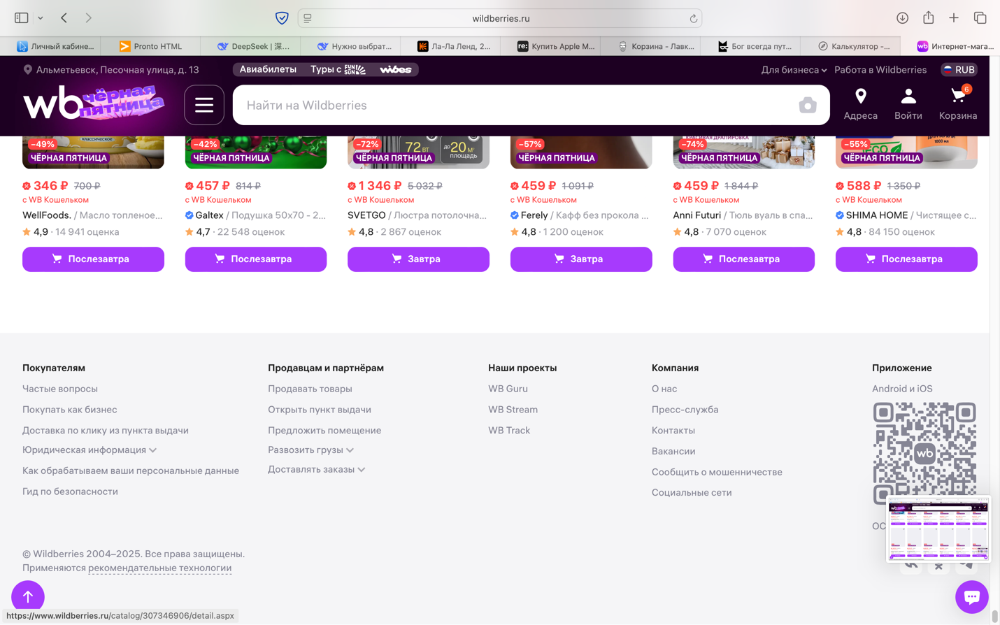 wildberries.ru
Личный кабине...
Pronto HTML
DeepSeek | 深...
Нужно выбрат...
Ла-Ла Ленд, 2...
re: Купить Apple M...
Корзина - Лавк...
Бог всегда пут...
Калькулятор -...
wb Интернет-мага...
Альметьевск, Песочная улица, д. 13
Авиабилеты
Туры с FUN&SUN
wibes
Для бизнеса
Работа в Wildberries
RUB
wb чёрная пятница
Найти на Wildberries
Адреса
Войти
6
Корзина
КЛАССИЧЕСКОЕ
72 ВТ
до 20 м²
площадь
ДРАПИРОВКА
ECO
1000 мл
−49%
−42%
−72%
−57%
−74%
−55%
ЧЁРНАЯ ПЯТНИЦА
ЧЁРНАЯ ПЯТНИЦА
ЧЁРНАЯ ПЯТНИЦА
ЧЁРНАЯ ПЯТНИЦА
ЧЁРНАЯ ПЯТНИЦА
ЧЁРНАЯ ПЯТНИЦА
346 ₽ 700 ₽
с WB Кошельком
WellFoods. / Масло топленое...
4,9 · 14 941 оценка
Послезавтра
457 ₽ 814 ₽
с WB Кошельком
Galtex / Подушка 50х70 - 2...
4,7 · 22 548 оценок
Послезавтра
1 346 ₽ 5 032 ₽
с WB Кошельком
SVETGO / Люстра потолочна...
4,8 · 2 867 оценок
Завтра
459 ₽ 1 091 ₽
с WB Кошельком
Ferely / Кафф без прокола ...
4,8 · 1 200 оценок
Завтра
459 ₽ 1 844 ₽
с WB Кошельком
Anni Futuri / Тюль вуаль в спа...
4,8 · 7 070 оценок
Послезавтра
588 ₽ 1 350 ₽
с WB Кошельком
SHIMA HOME / Чистящее с...
4,8 · 84 150 оценок
Послезавтра
Покупателям
Частые вопросы
Покупать как бизнес
Доставка по клику из пункта выдачи
Юридическая информация
Как обрабатываем ваши персональные данные
Гид по безопасности
Продавцам и партнёрам
Продавать товары
Открыть пункт выдачи
Предложить помещение
Развозить грузы
Доставлять заказы
Наши проекты
WB Guru
WB Stream
WB Track
Компания
О нас
Пресс-служба
Контакты
Вакансии
Сообщить о мошенничестве
Социальные сети
Приложение
Android и iOS
wb
© Wildberries 2004–2025. Все права защищены.
Применяются рекомендательные технологии
https://www.wildberries.ru/catalog/307346906/detail.aspx